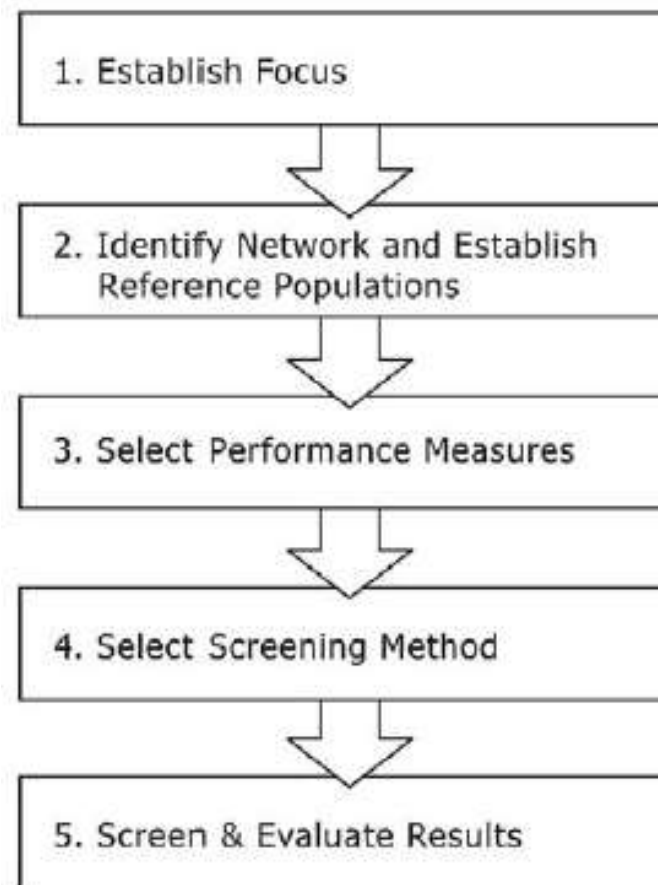 1. Establish Focus
2. Identify Network and Establish
Reference Populations
3. Select Performance Measures
4. Select Screening Method
5. Screen & Evaluate Results